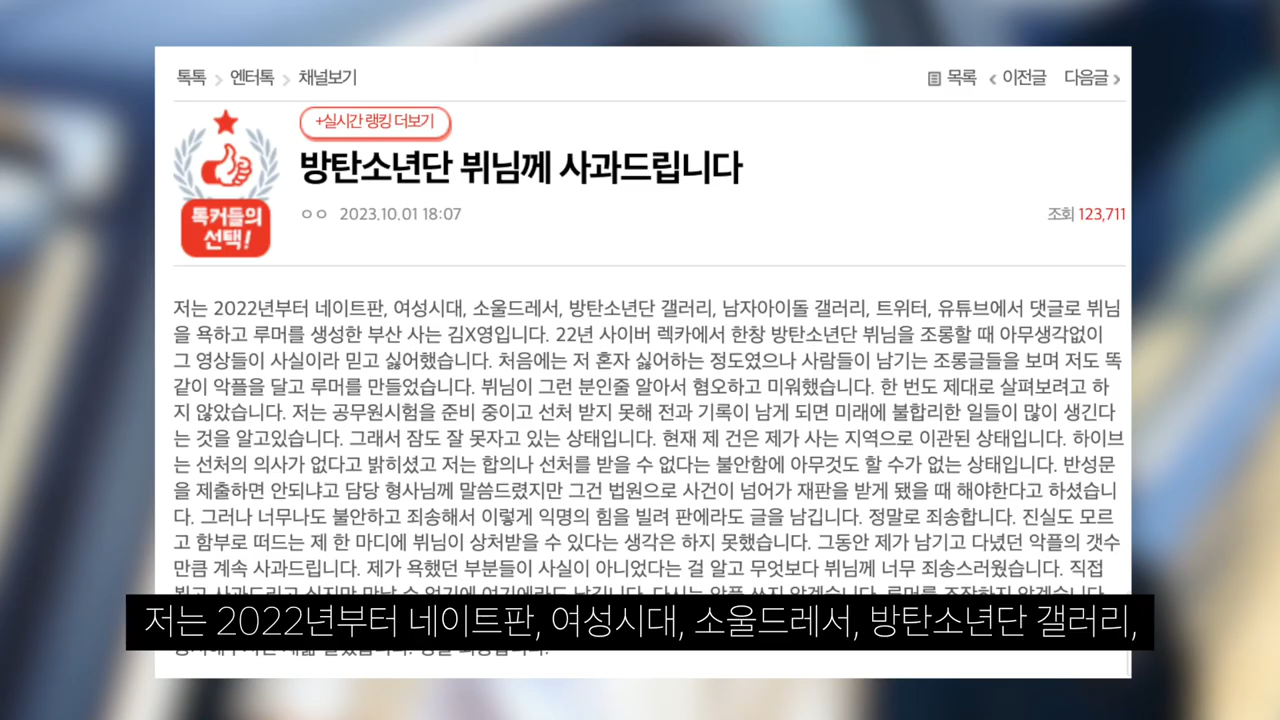 톡톡 > 엔터톡 > 채널보기
목록 < 이전글 다음글 >
+실시간 랭킹 더보기
톡커들의
선택!
방탄소년단 뷔님께 사과드립니다
ㅇㅇ 2023.10.01 18:07
조회 123,711
저는 2022년부터 네이트판, 여성시대, 소울드레서, 방탄소년단 갤러리, 남자아이돌 갤러리, 트위터, 유튜브에서 댓글로 뷔님
을 욕하고 루머를 생성한 부산 사는 김X영입니다. 22년 사이버 렉카에서 한창 방탄소년단 뷔님을 조롱할 때 아무생각없이
그 영상들이 사실이라 믿고 싫어했습니다. 처음에는 저 혼자 싫어하는 정도였으나 사람들이 남기는 조롱글들을 보며 저도 똑
같이 악플을 달고 루머를 만들었습니다. 뷔님이 그런 분인줄 알아서 혐오하고 미워했습니다. 한 번도 제대로 살펴보려고 하
지 않았습니다. 저는 공무원시험을 준비 중이고 선처 받지 못해 전과 기록이 남게 되면 미래에 불합리한 일들이 많이 생긴다
는 것을 알고있습니다. 그래서 잠도 잘 못자고 있는 상태입니다. 현재 제 건은 제가 사는 지역으로 이관된 상태입니다. 하이브
는 선처의 의사가 없다고 밝히셨고 저는 합의나 선처를 받을 수 없다는 불안함에 아무것도 할 수가 없는 상태입니다. 반성문
을 제출하면 안되냐고 담당 형사님께 말씀드렸지만 그건 법원으로 사건이 넘어가 재판을 받게 됐을 때 해야한다고 하셨습니
다. 그러나 너무나도 불안하고 죄송해서 이렇게 익명의 힘을 빌려 판에라도 글을 남깁니다. 정말로 죄송합니다. 진실도 모르
고 함부로 떠드는 제 한 마디에 뷔님이 상처받을 수 있다는 생각은 하지 못했습니다. 그동안 제가 남기고 다녔던 악플의 갯수
만큼 계속 사과드립니다. 제가 욕했던 부분들이 사실이 아니었다는 걸 알고 무엇보다 뷔님께 너무 죄송스러웠습니다. 직접
저는 2022년부터 네이트판, 여성시대, 소울드레서, 방탄소년단 갤러리,